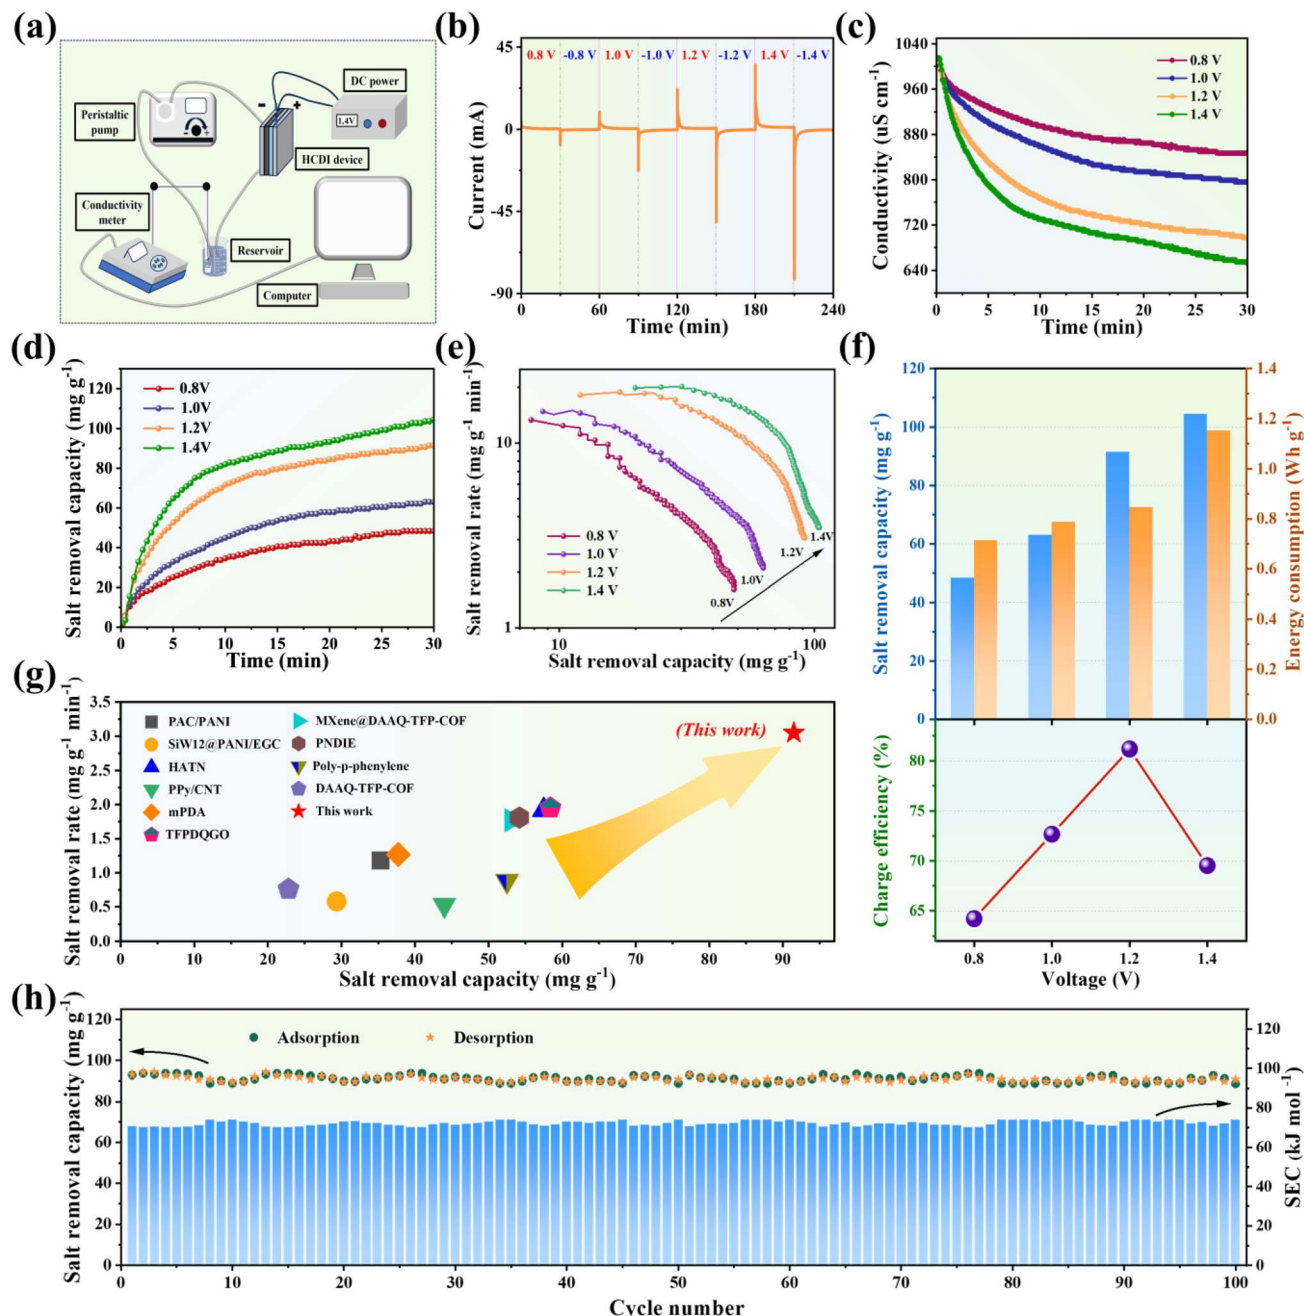 (a)
Peristaltic
pump
DC power
1.4V
HCDI device
Conductivity
meter
Reservoir
Computer
- +
(b)
Current (mA)
45
0
-45
-90
0.8 V -0.8 V 1.0 V -1.0 V 1.2 V -1.2 V 1.4 V -1.4 V
0 60 120 180 240
Time (min)
(c)
Conductivity (uS cm-1)
1040
960
880
800
720
640
0.8 V
1.0 V
1.2 V
1.4 V
0 5 10 15 20 25 30
Time (min)
(d)
Salt removal capacity (mg g-1)
120
100
80
60
40
20
0
0.8V
1.0V
1.2V
1.4V
0 5 10 15 20 25 30
Time (min)
(e)
Salt removal rate (mg g-1 min-1)
10
1
0.8 V
1.0 V
1.2 V
1.4 V
0.8V
1.0V
1.2V
1.4V
10 100
Salt removal capacity (mg g-1)
(f)
Salt removal capacity (mg g-1)
120
100
80
60
40
20
0
Energy consumption (Wh g-1)
1.4
1.2
1.0
0.8
0.6
0.4
0.2
0.0
Charge efficiency (%)
80
75
70
65
0.8 1.0 1.2 1.4
Voltage (V)
(g)
Salt removal rate (mg g-1 min-1)
3.5
3.0
2.5
2.0
1.5
1.0
0.5
0.0
PAC/PANI
SiW12@PANI/EGC
HATN
PPy/CNT
mPDA
TFPDQGO
MXene@DAAQ-TFP-COF
PNDIE
Poly-p-phenylene
DAAQ-TFP-COF
This work
(This work)
0 10 20 30 40 50 60 70 80 90
Salt removal capacity (mg g-1)
(h)
Salt removal capacity (mg g-1)
120
100
80
60
40
20
0
Adsorption
Desorption
SEC (kJ mol-1)
120
100
80
60
40
20
0
0 10 20 30 40 50 60 70 80 90 100
Cycle number